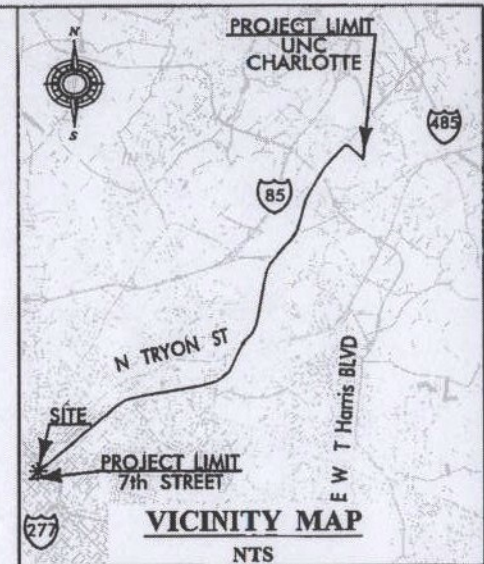 N
S
PROJECT LIMIT
UNC
CHARLOTTE
485
85
N TRYON ST
E W T Harris BLVD
SITE
PROJECT LIMIT
7th STREET
277
VICINITY MAP
NTS